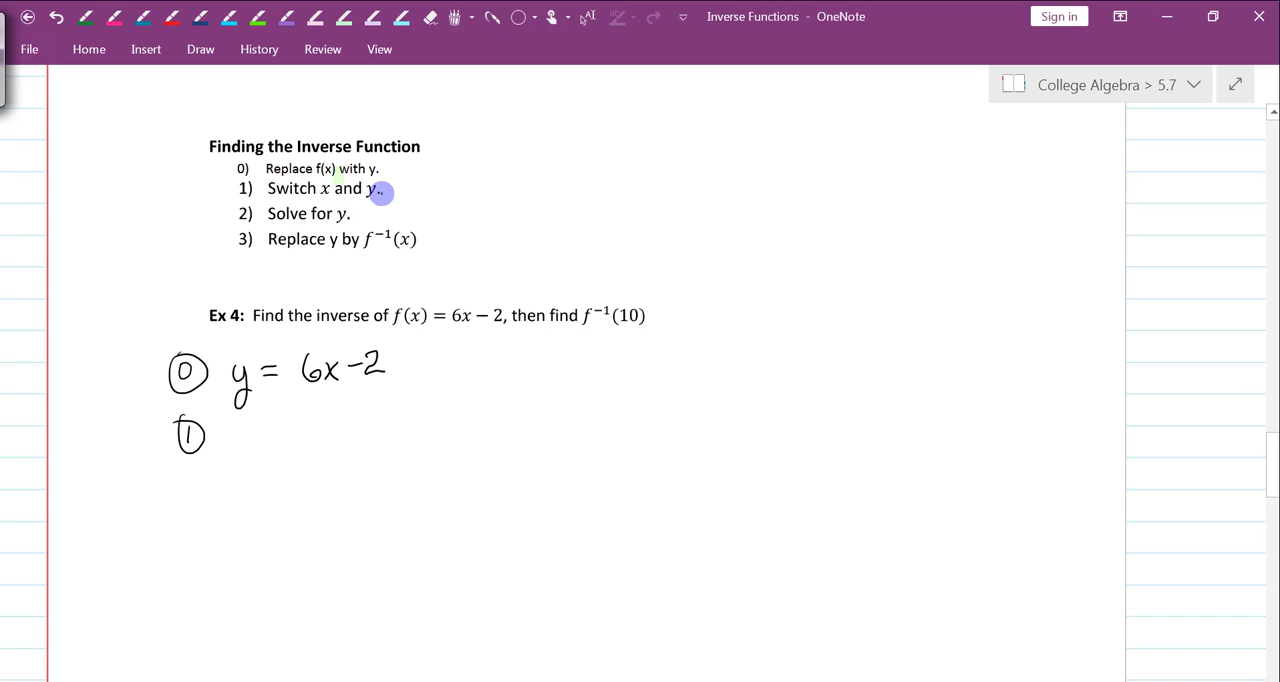 Inverse Functions - OneNote
Sign in
File Home Insert Draw History Review View
College Algebra > 5.7
Finding the Inverse Function
0) Replace f(x) with y.
1) Switch x and y.
2) Solve for y.
3) Replace y by f⁻¹(x)
Ex 4: Find the inverse of f(x) = 6x − 2, then find f⁻¹(10)
0 y = 6x - 2
1